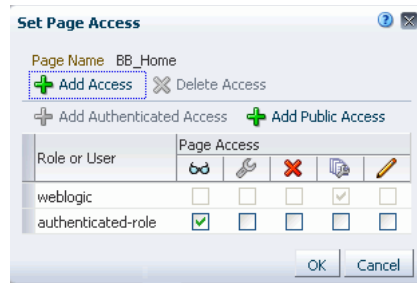 Set Page Access
Page Name BB_Home
Add Access Delete Access
Add Authenticated Access Add Public Access
Role or User
Page Access
weblogic
authenticated-role
OK Cancel